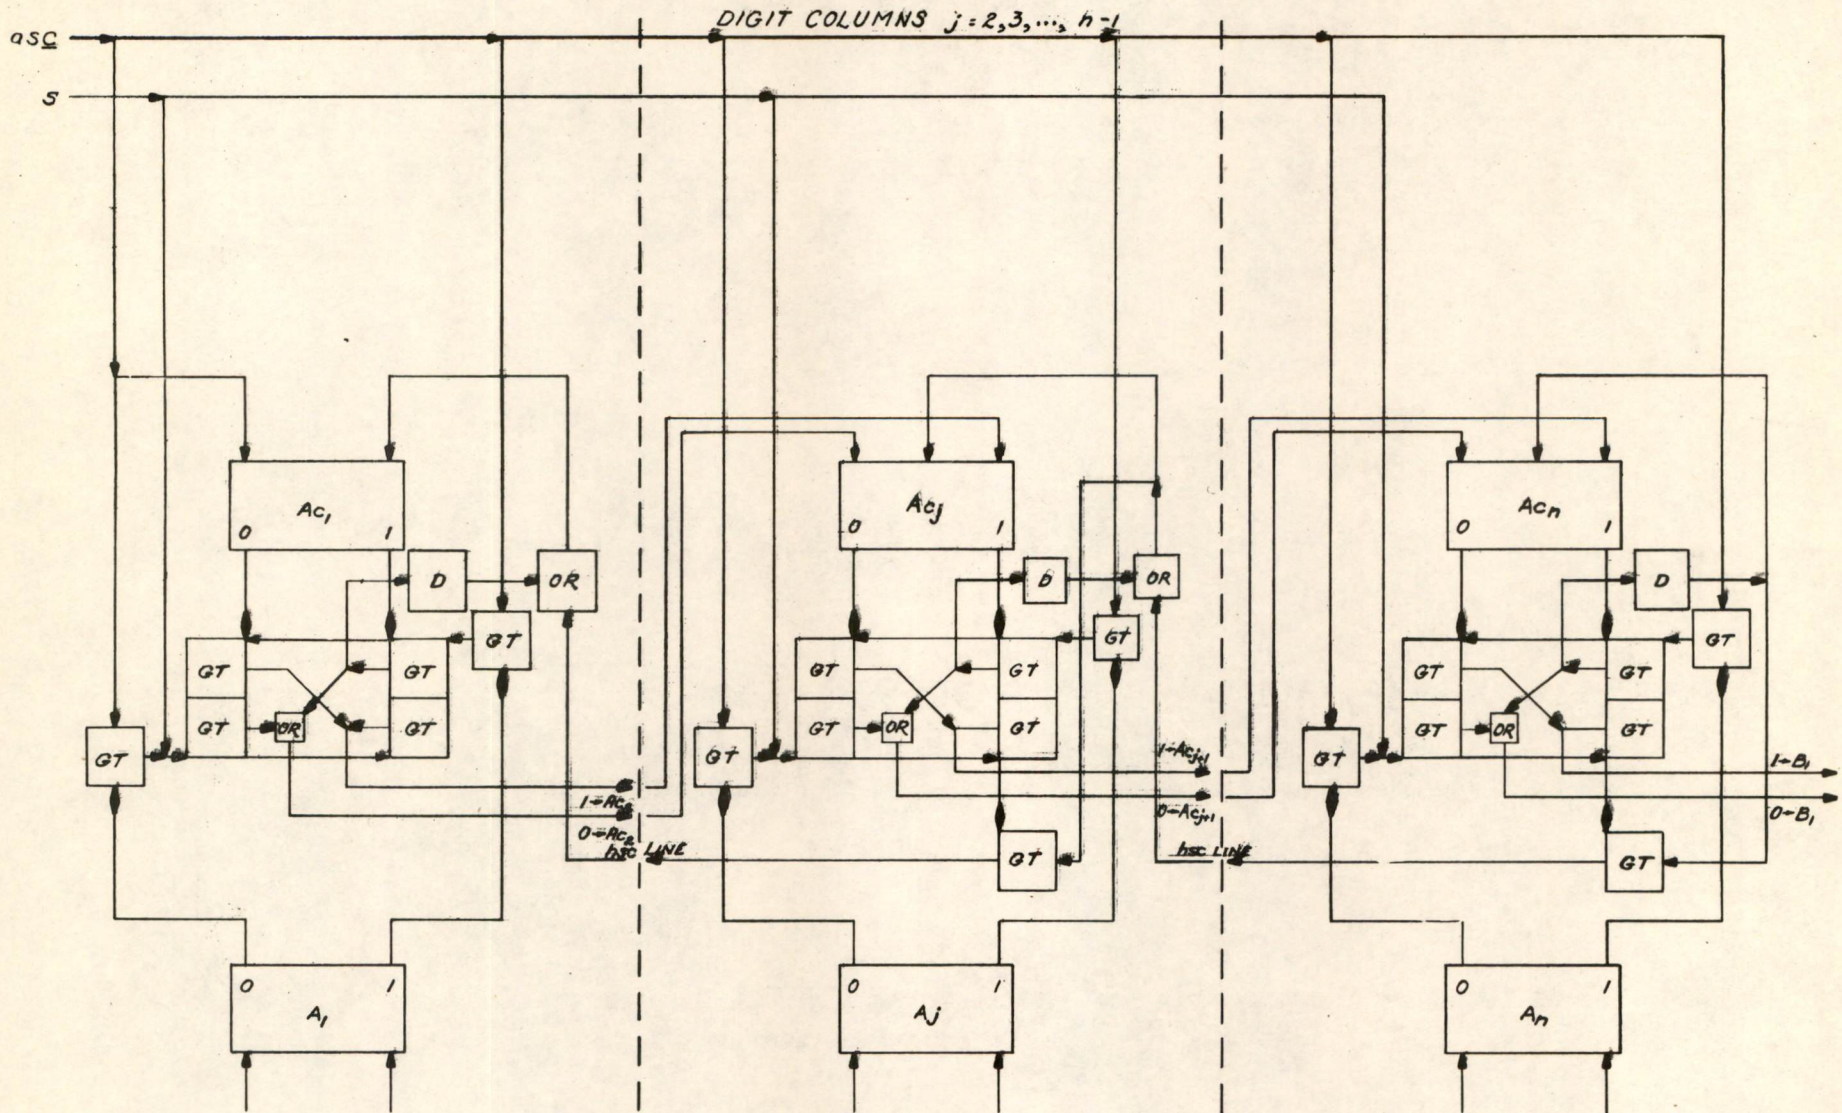 DIGIT COLUMNS j = 2,3,..., n-1
asc
s
Ac1
0 1
Acj
0 1
Acn
0 1
D OR
D OR
D
GT
GT
GT
GT GT
GT GT
GT GT
GT OR GT
GT OR GT
GT OR GT
GT
GT
GT
1→Ac2
0→Ac2
hsc LINE
1→Acj+1
0→Acj+1
hsc LINE
1→B1
0→B1
GT
GT
0 1
A1
0 1
Aj
0 1
An